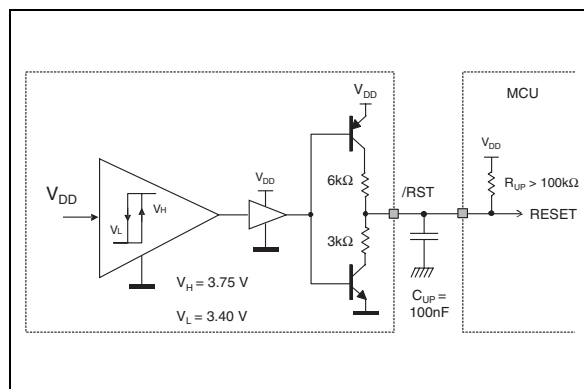 MCU
V_DD
V_DD
6kΩ
/RST
R_UP > 100kΩ
V_DD
V_DD
V_H
V_L
RESET
3kΩ
V_H = 3.75 V
V_L = 3.40 V
C_UP =
100nF